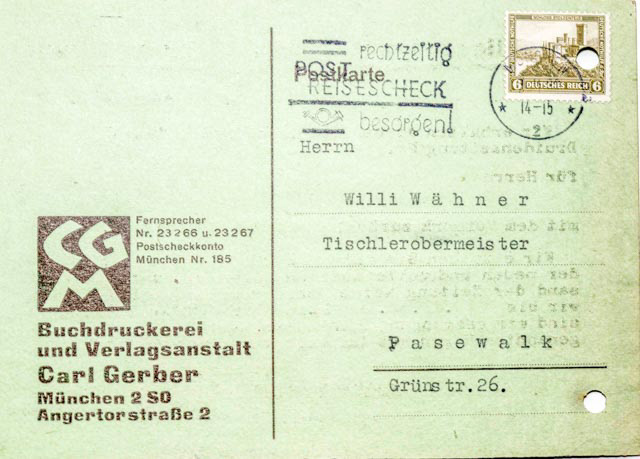 rechtzeitig
POST
REISESCHECK
besorgen!
Postkarte
6 DEUTSCHES REICH 6
14-15
2
Herrn
Willi Wähner
Tischlerobermeister
Pasewalk
Grünstr.26.
CG
M
Fernsprecher
Nr. 23266 u. 23267
Postscheckkonto
München Nr. 185
Buchdruckerei
und Verlagsanstalt
Carl Gerber
München 2 SO
Angertorstraße 2